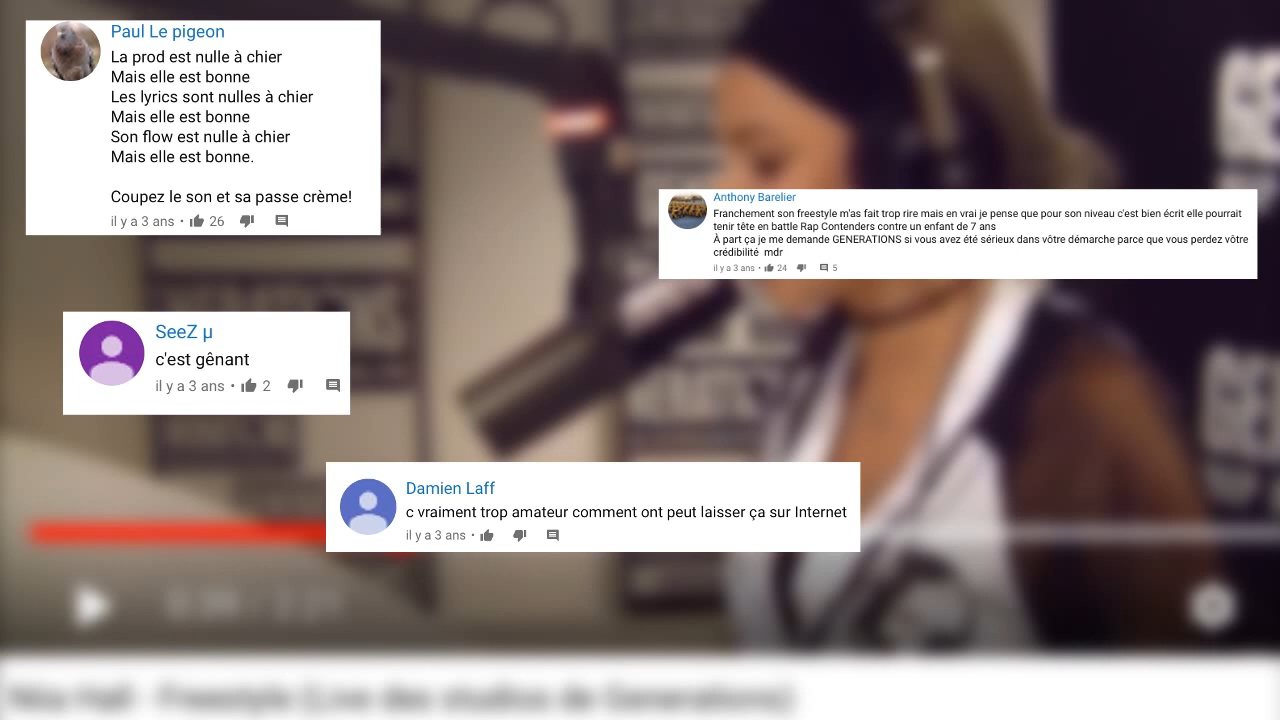 Paul Le pigeon
La prod est nulle à chier
Mais elle est bonne
Les lyrics sont nulles à chier
Mais elle est bonne
Son flow est nulle à chier
Mais elle est bonne.
Coupez le son et sa passe crème!
il y a 3 ans • 26
Anthony Barelier
Franchement son freestyle m'as fait trop rire mais en vrai je pense que pour son niveau c'est bien écrit elle pourrait
tenir tête en battle Rap Contenders contre un enfant de 7 ans
À part ça je me demande GENERATIONS si vous avez été sérieux dans vôtre démarche parce que vous perdez vôtre
crédibilité mdr
il y a 3 ans • 24 5
SeeZ µ
c'est gênant
il y a 3 ans • 2
Damien Laff
c vraiment trop amateur comment ont peut laisser ça sur Internet
il y a 3 ans •
Freestyle (Live des studios de Generations)